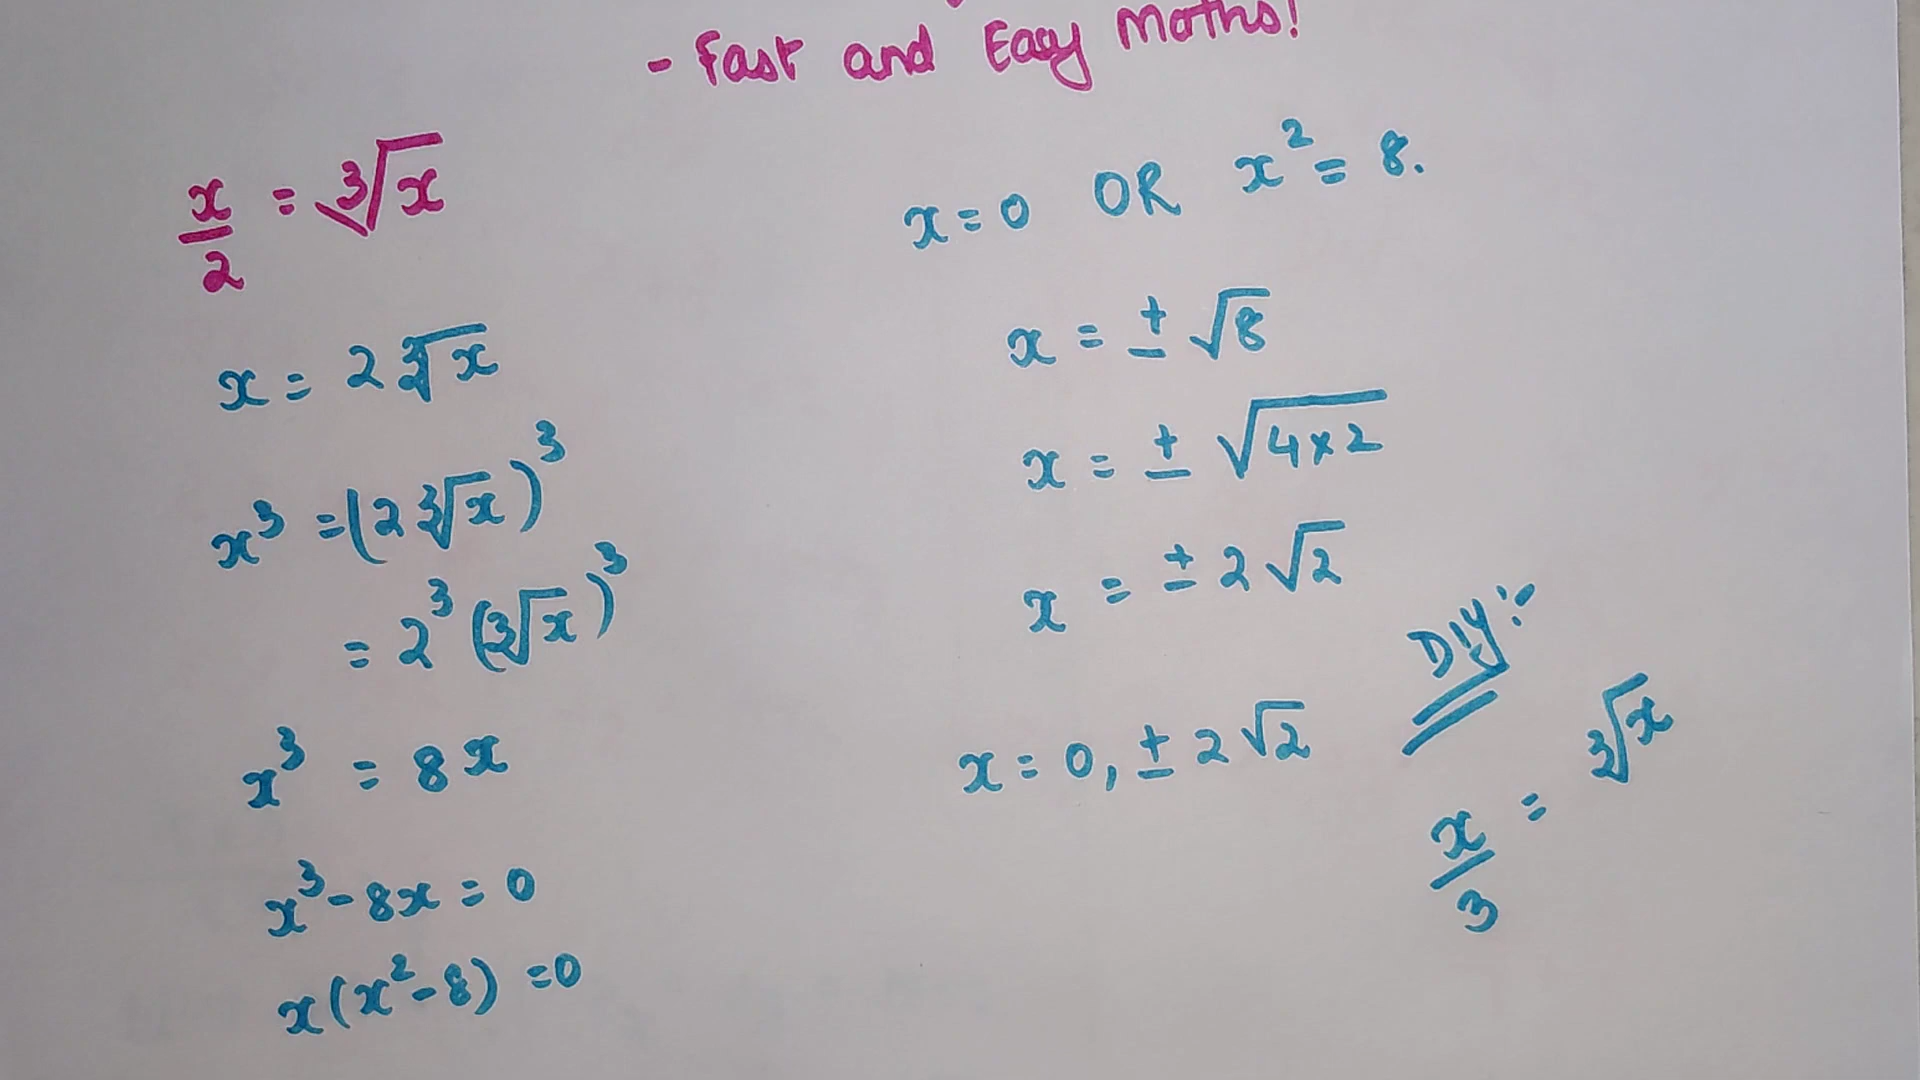 - Fast and Easy Maths!
x/2 = ∛x
x = 2∛x
x³ = (2∛x)³
= 2³(∛x)³
x³ = 8x
x³ - 8x = 0
x(x² - 8) = 0
x = 0 OR x² = 8.
x = ± √8
x = ± √4×2
x = ± 2√2
x = 0, ± 2√2
DIY:-
x/3 = ∛x